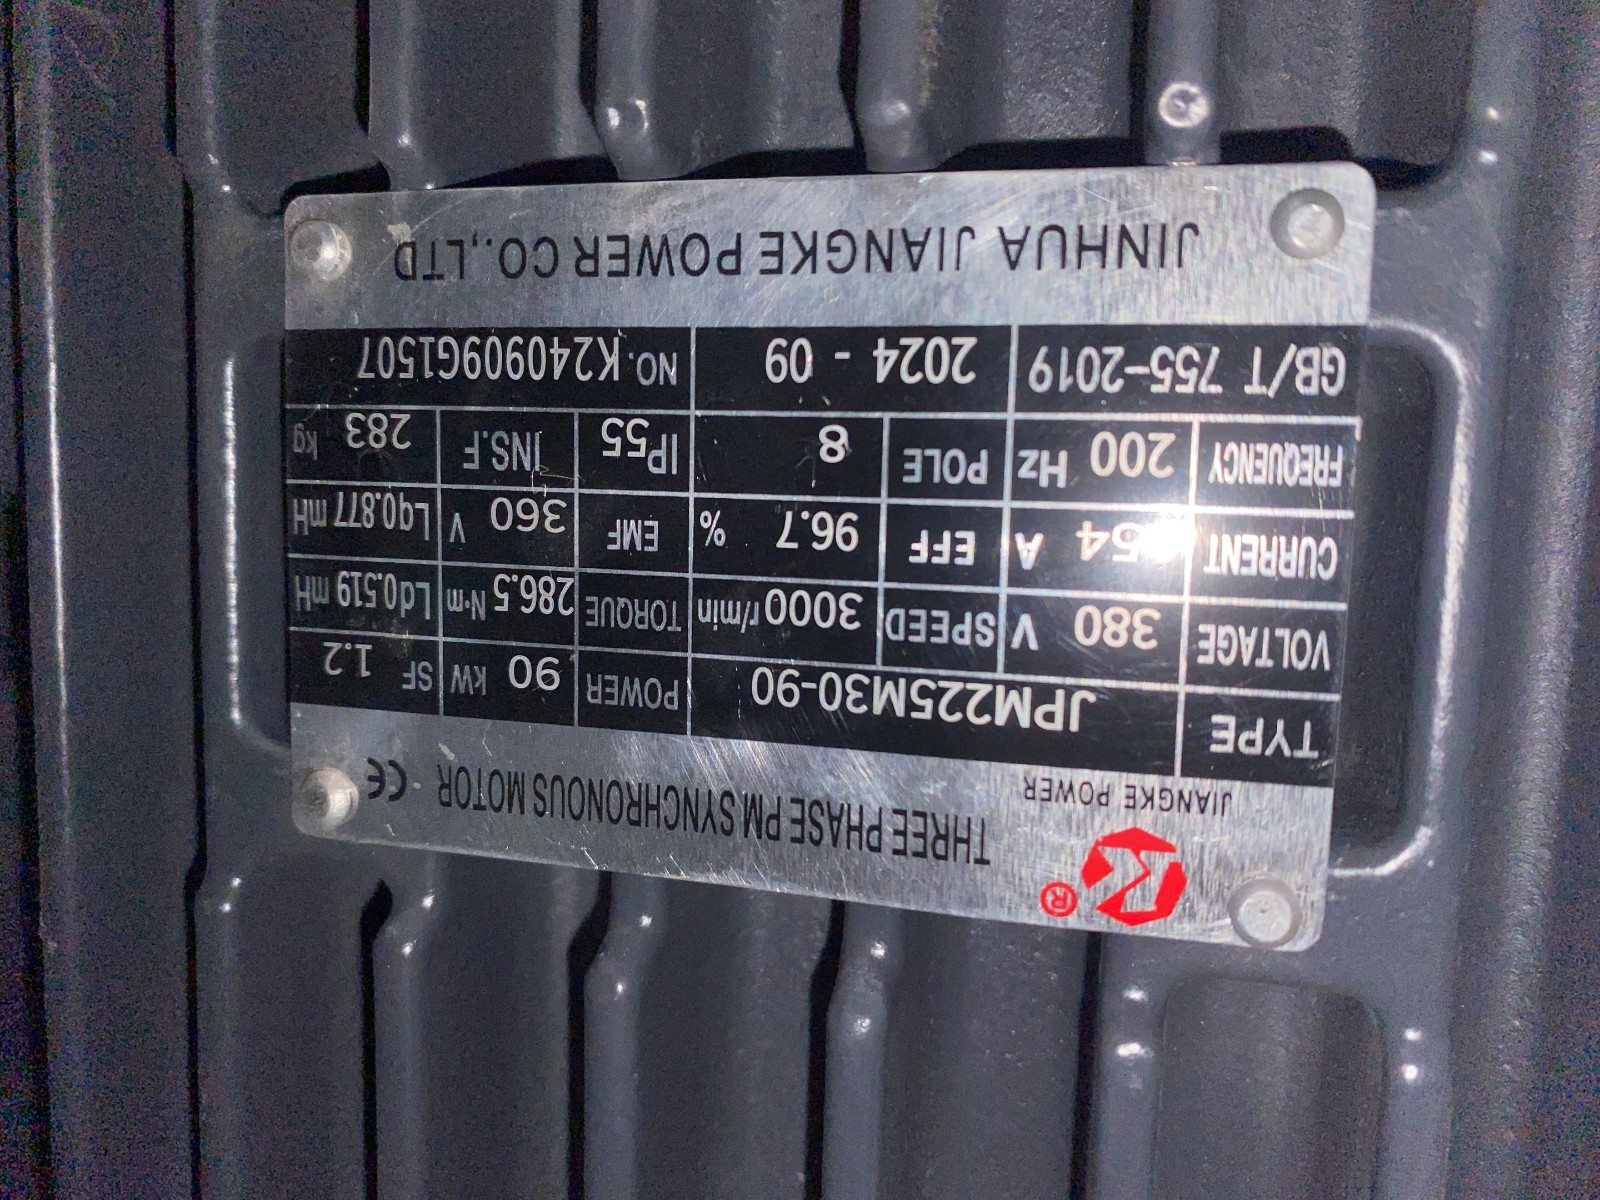 ® JIANGKE POWER
THREE PHASE PM SYNCHRONOUS MOTOR CE
TYPE JPM225M30-90 POWER 90 kW SF 1.2
VOLTAGE 380 V SPEED 3000 r/min TORQUE 286.5 N·m Ld0.519 mH
CURRENT A EFF 96.7 % EMF 360 V Lq0.877 mH
FREQUENCY 200 Hz POLE 8 IP55 INS.F 283 kg
GB/T 755-2019 2024 - 09 NO. K240909G1507
JINHUA JIANGKE POWER CO.,LTD